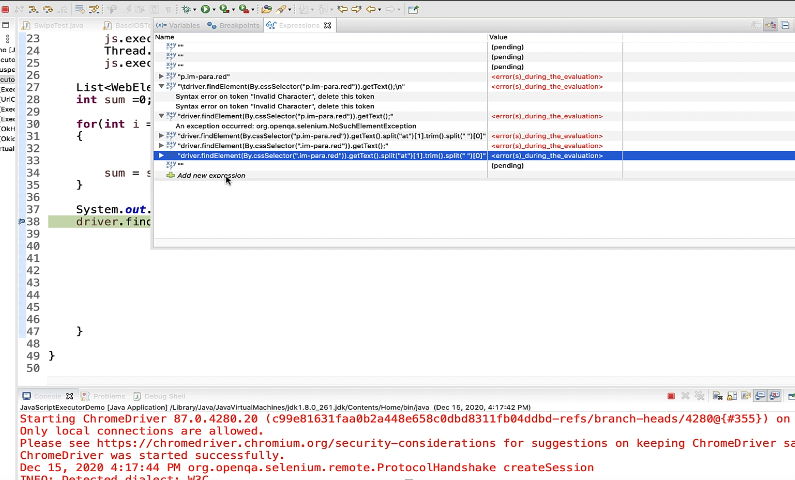 SwipeTest.java
BaseIOSTe
(x)= Variables
Breakpoints
Expressions
Name
Value
""
(pending)
""
(pending)
""
(pending)
"p.im-para.red"
<error(s)_during_the_evaluation>
"\tdriver.findElement(By.cssSelector("p.im-para.red")).getText();\n"
<error(s)_during_the_evaluation>
Syntax error on token "Invalid Character", delete this token
Syntax error on token "Invalid Character", delete this token
"driver.findElement(By.cssSelector("p.im-para.red")).getText();"
<error(s)_during_the_evaluation>
An exception occurred: org.openqa.selenium.NoSuchElementException
"driver.findElement(By.cssSelector("p.im-para.red")).getText().split("at")[1].trim().split(" ")[0]"
<error(s)_during_the_evaluation>
"driver.findElement(By.cssSelector(".im-para.red")).getText();"
<error(s)_during_the_evaluation>
"driver.findElement(By.cssSelector(".im-para.red")).getText().split("at")[1].trim().split(" ")[0]"
<error(s)_during_the_evaluation>
""
(pending)
Add new expression
23 js.exec
24 Thread.
25 js.exec
26
27 List<WebEle
28 int sum =0;
29
30 for(int i =
31 {
32
33
34 sum = s
35 }
36
37 System.out.
38 driver.find
39
40
41
42
43
44
45
46
47 }
48
49 }
50
Console
Problems
Debug Shell
JavaScriptExecutorDemo [Java Application] /Library/Java/JavaVirtualMachines/jdk1.8.0_261.jdk/Contents/Home/bin/java (Dec 15, 2020 4:17:42 PM)
Starting ChromeDriver 87.0.4280.20 (c99e81631faa0b2a448e658c0dbd8311fb04ddbd-refs/branch-heads/4280@{#355}) on
Only local connections are allowed.
Please see https://chromedriver.chromium.org/security-considerations for suggestions on keeping ChromeDriver sa
ChromeDriver was started successfully.
Dec 15, 2020 4:17:44 PM org.openqa.selenium.remote.ProtocolHandshake createSession
INFO: Detected dialect: W3C